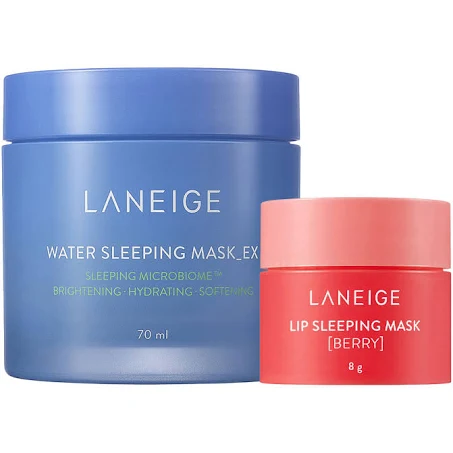 LANEIGE
WATER SLEEPING MASK_EX
SLEEPING MICROBIOME™
BRIGHTENING·HYDRATING·SOFTENING
70 ml
LANEIGE
LIP SLEEPING MASK
[BERRY]
8 g